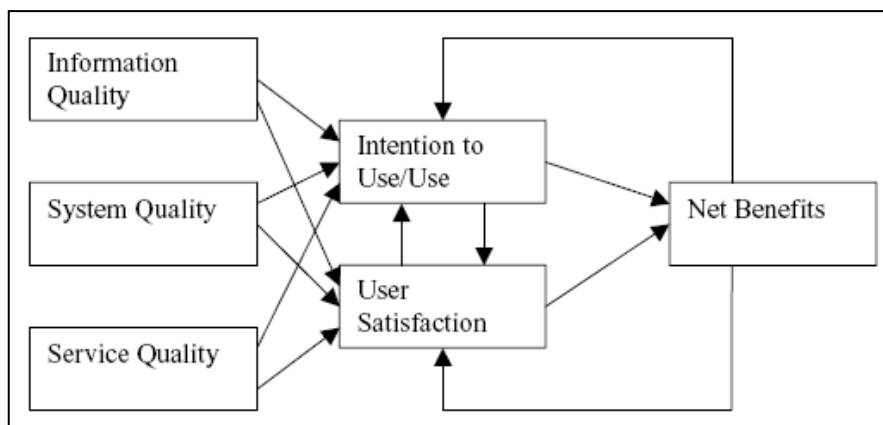 Information
Quality
Intention to
Use/Use
System Quality
Net Benefits
User
Satisfaction
Service Quality